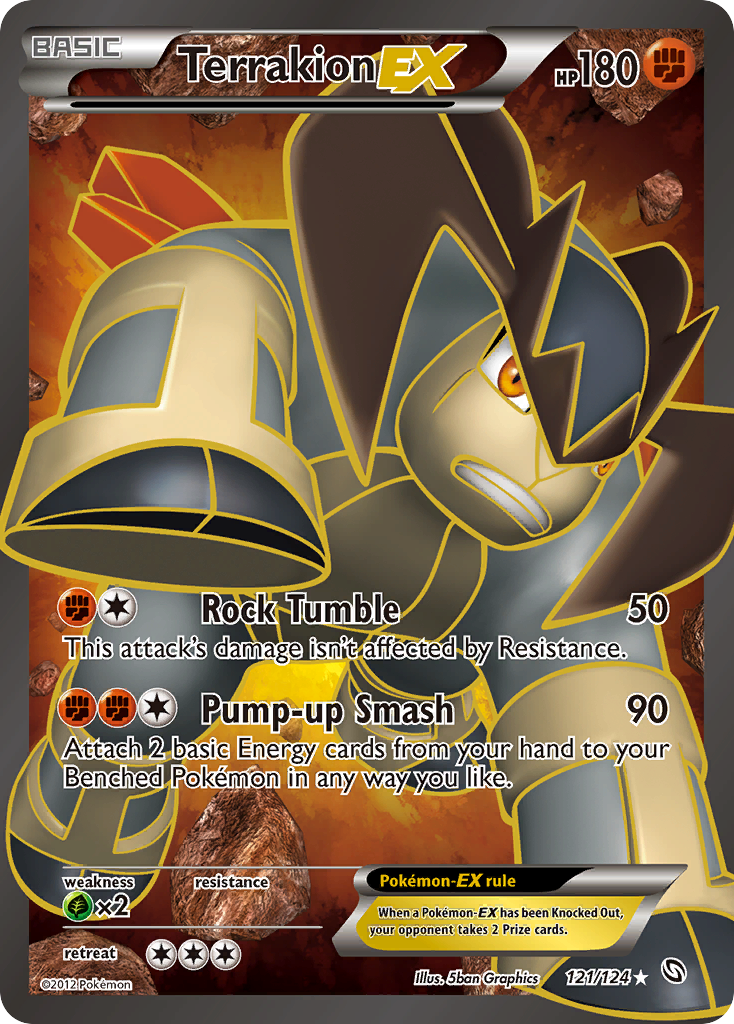 BASIC
Terrakion EX
HP180
Rock Tumble 50
This attack's damage isn't affected by Resistance.
Pump-up Smash 90
Attach 2 basic Energy cards from your hand to your
Benched Pokémon in any way you like.
weakness resistance
×2
retreat
Pokémon-EX rule
When a Pokémon-EX has been Knocked Out,
your opponent takes 2 Prize cards.
©2012 Pokémon
Illus. 5ban Graphics 121/124 ★